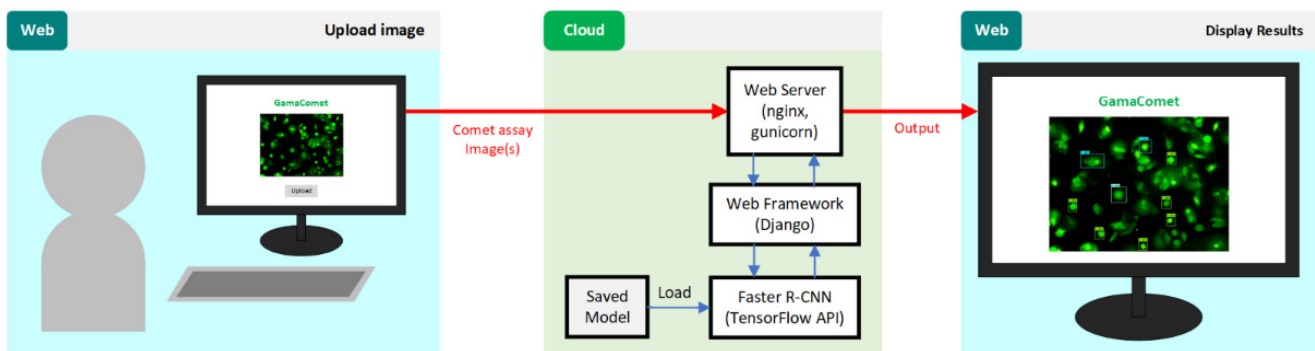 Web
Upload image
GamaComet
Upload
Comet assay
Image(s)
Cloud
Web Server
(nginx,
gunicorn)
Web Framework
(Django)
Saved
Model
Load
Faster R-CNN
(TensorFlow API)
Output
Web
Display Results
GamaComet